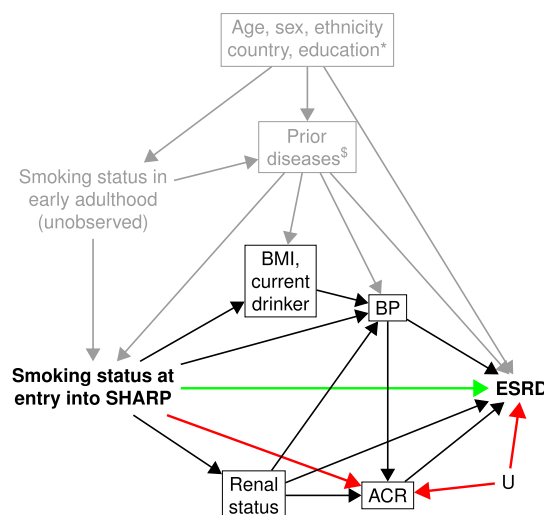 Age, sex, ethnicity
country, education*
Prior
diseases$
Smoking status in
early adulthood
(unobserved)
BMI,
current
drinker
BP
Smoking status at
entry into SHARP
ESRD
Renal
status
ACR
U